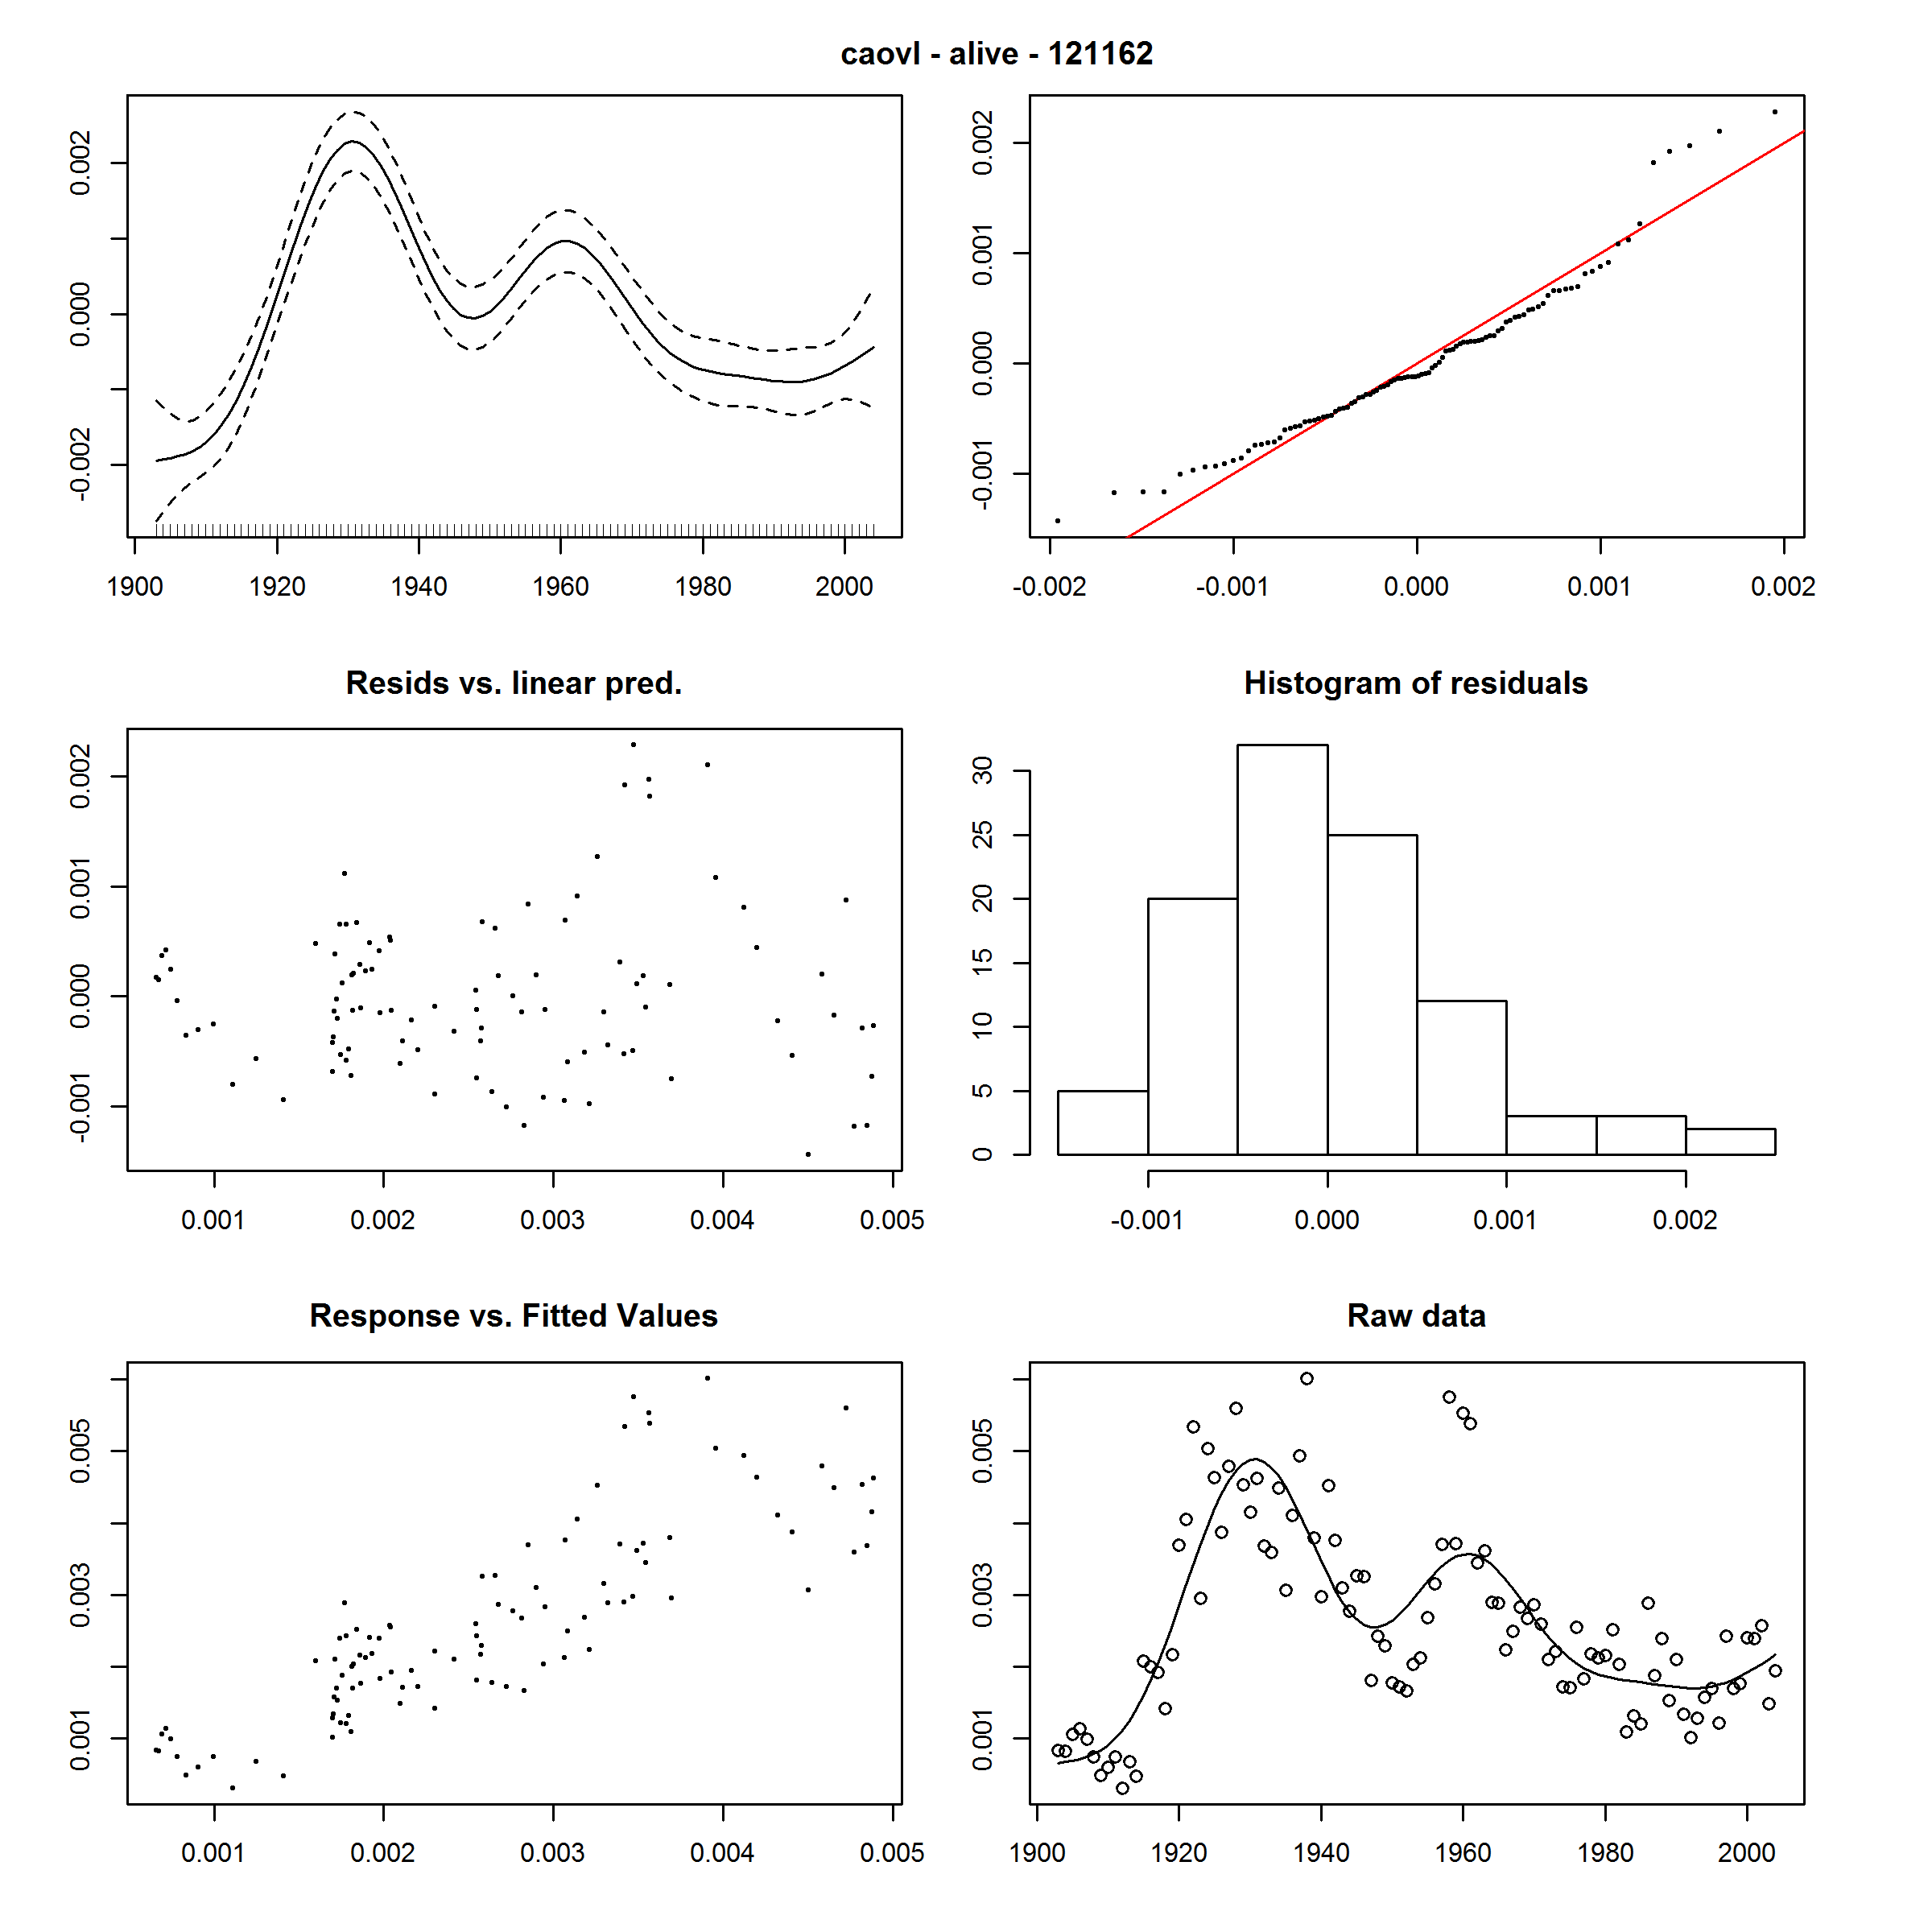 caovl - alive - 121162
0.002
0.000
-0.002
1900 1920 1940 1960 1980 2000
0.002
0.001
0.000
-0.001
-0.002 -0.001 0.000 0.001 0.002
Resids vs. linear pred.
0.002
0.001
0.000
-0.001
0.001 0.002 0.003 0.004 0.005
Histogram of residuals
30
25
20
15
10
5
0
-0.001 0.000 0.001 0.002
Response vs. Fitted Values
0.005
0.003
0.001
0.001 0.002 0.003 0.004 0.005
Raw data
0.005
0.003
0.001
1900 1920 1940 1960 1980 2000